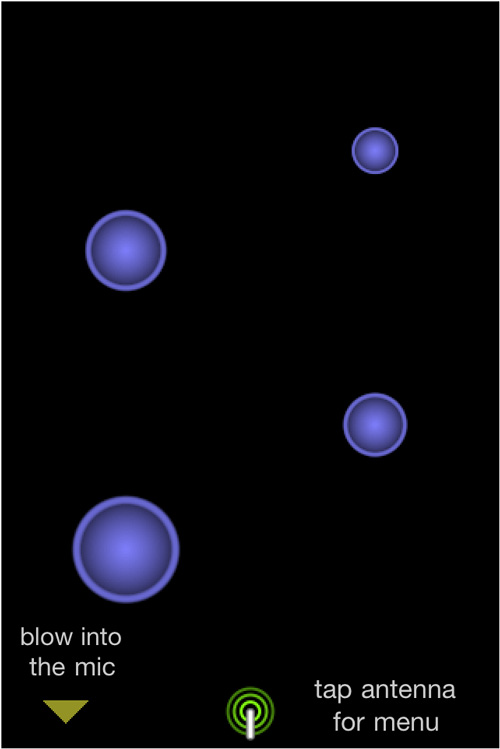 blow into
the mic
tap antenna
for menu